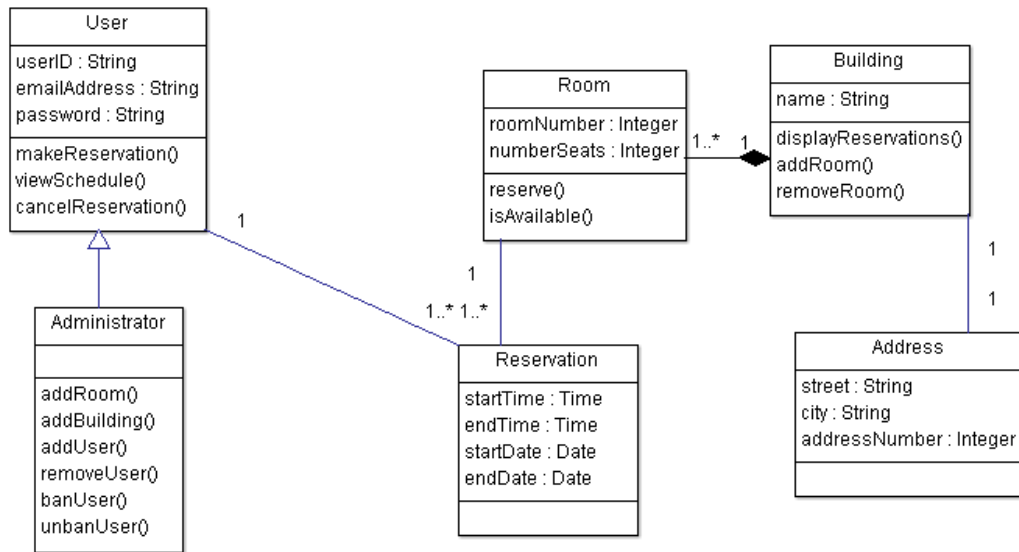 User
userID : String
emailAddress : String
password : String
makeReservation()
viewSchedule()
cancelReservation()
Administrator
addRoom()
addBuilding()
addUser()
removeUser()
banUser()
unbanUser()
1
1..* 1..*
1
Room
roomNumber : Integer
numberSeats : Integer
reserve()
isAvailable()
1..* 1
Reservation
startTime : Time
endTime : Time
startDate : Date
endDate : Date
Building
name : String
displayReservations()
addRoom()
removeRoom()
1
1
Address
street : String
city : String
addressNumber : Integer